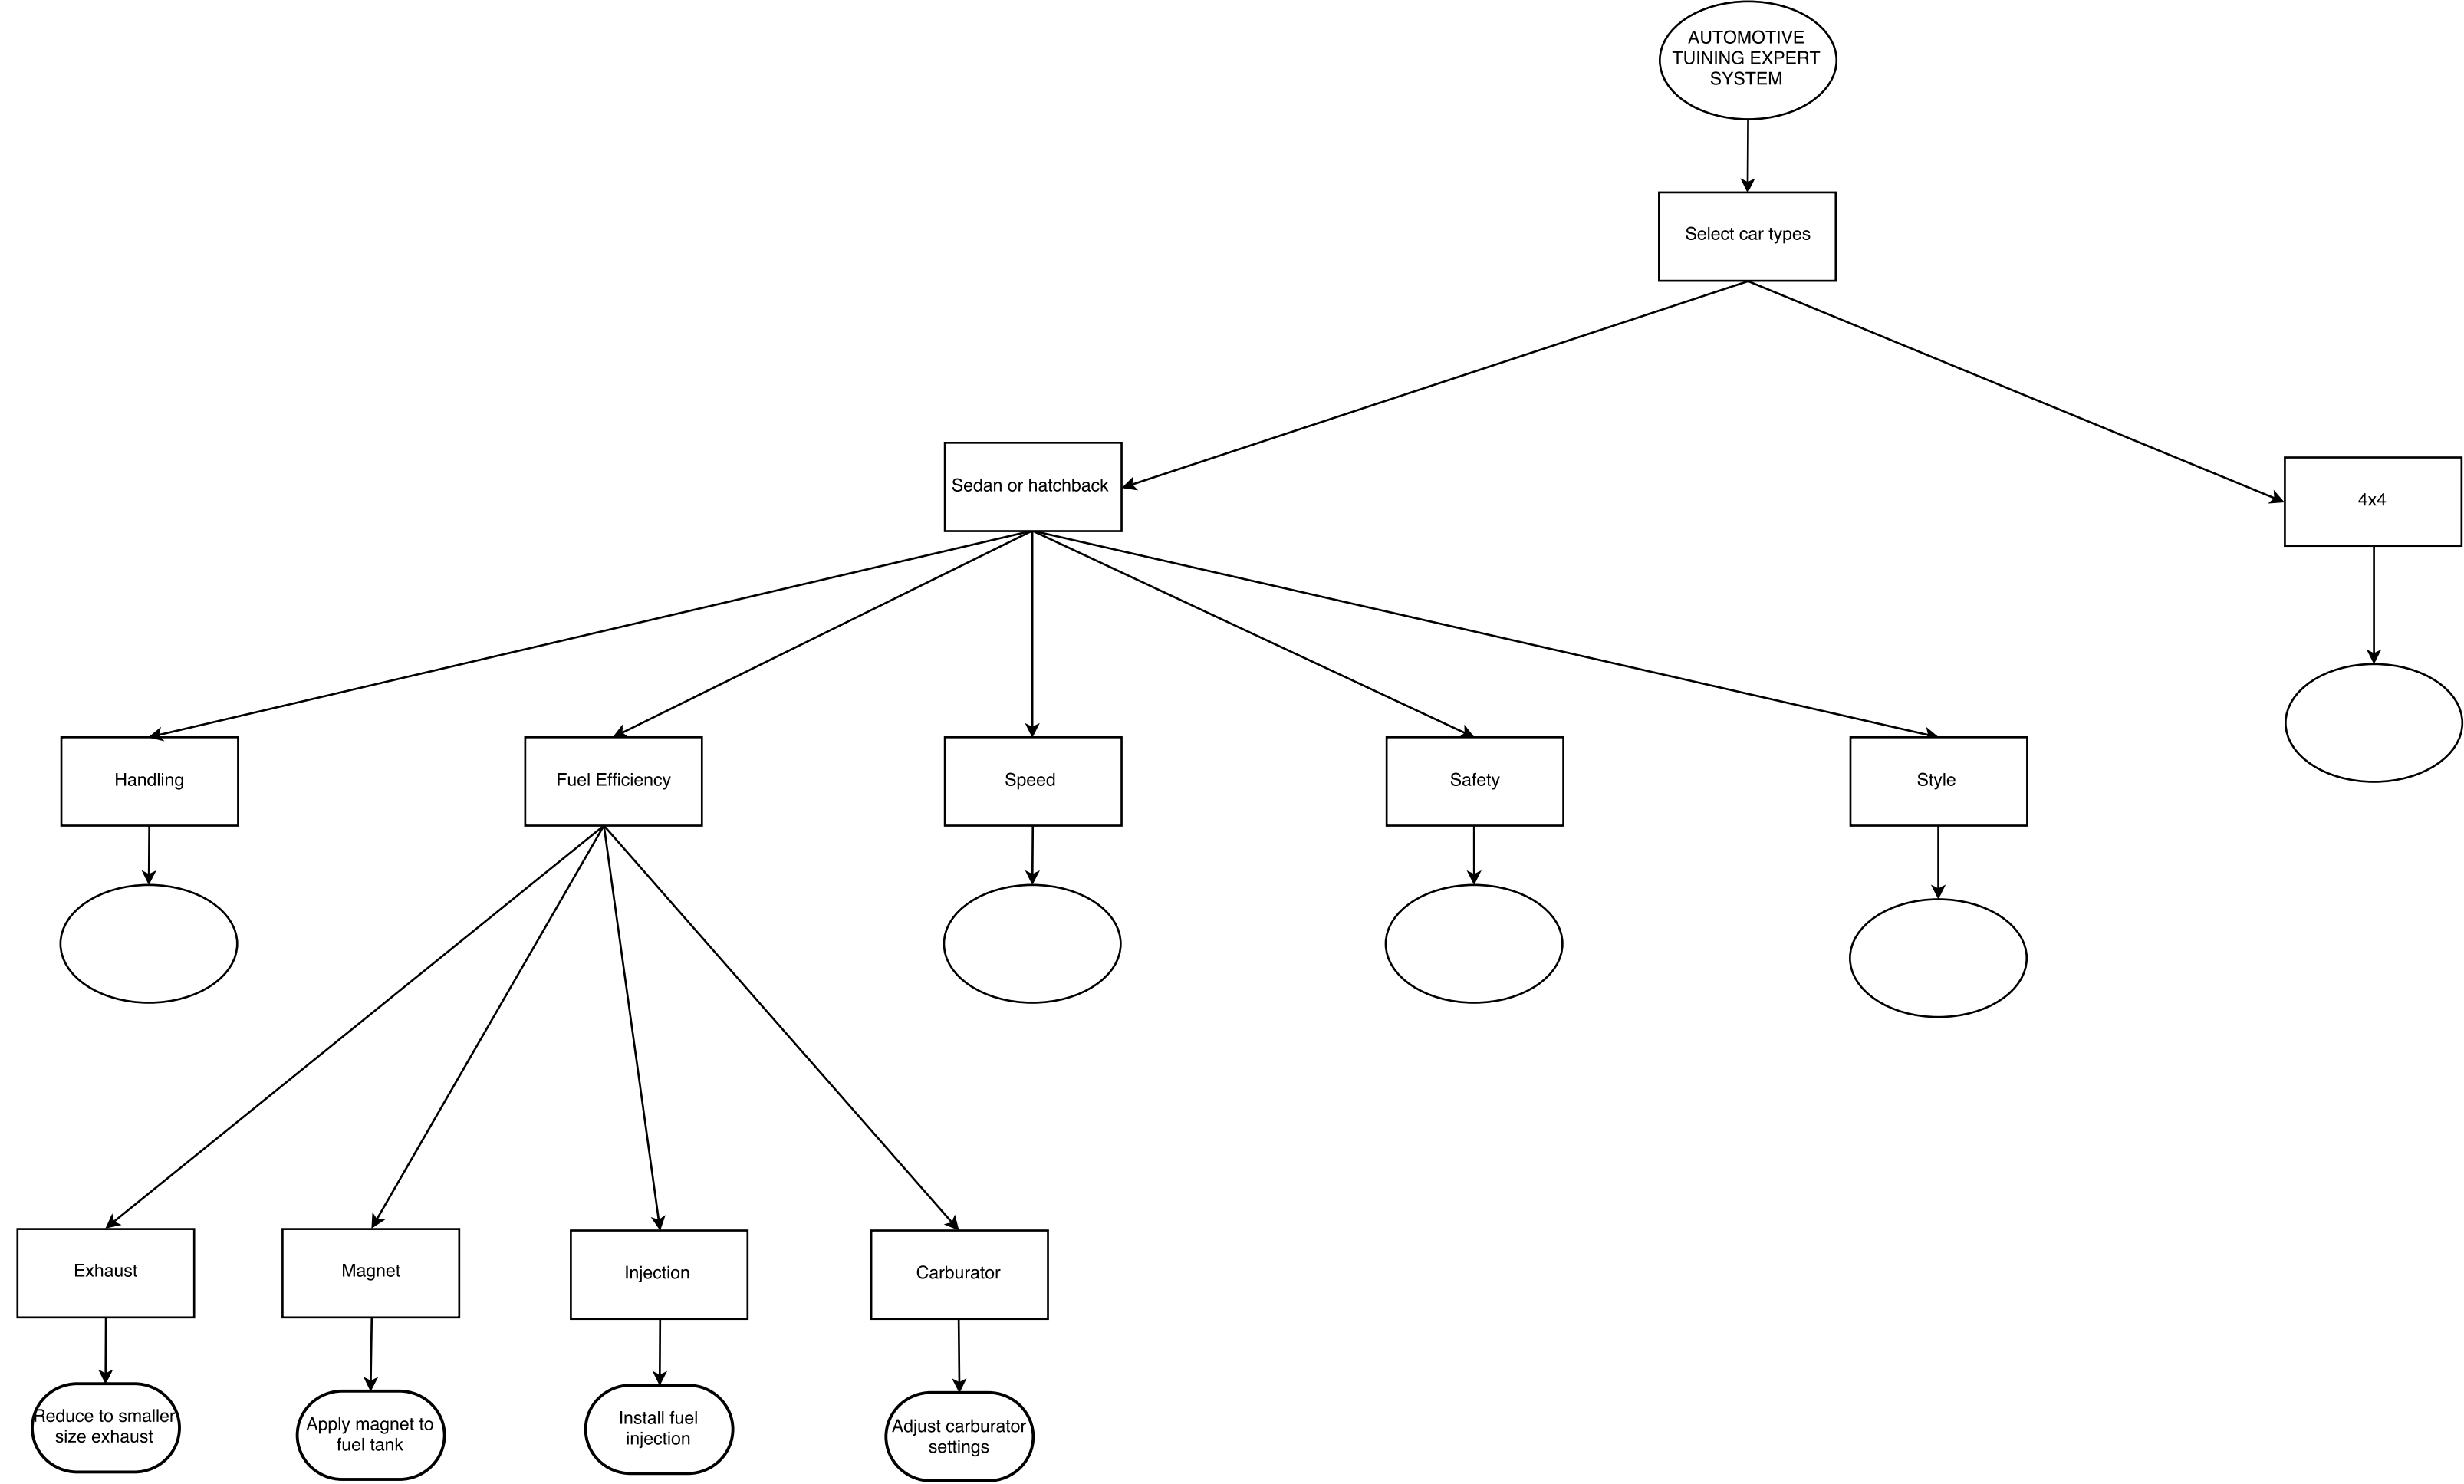 AUTOMOTIVE
TUINING EXPERT
SYSTEM
Select car types
Sedan or hatchback
4x4
Handling
Fuel Efficiency
Speed
Safety
Style
Exhaust
Magnet
Injection
Carburator
Reduce to smaller
size exhaust
Apply magnet to
fuel tank
Install fuel
injection
Adjust carburator
settings